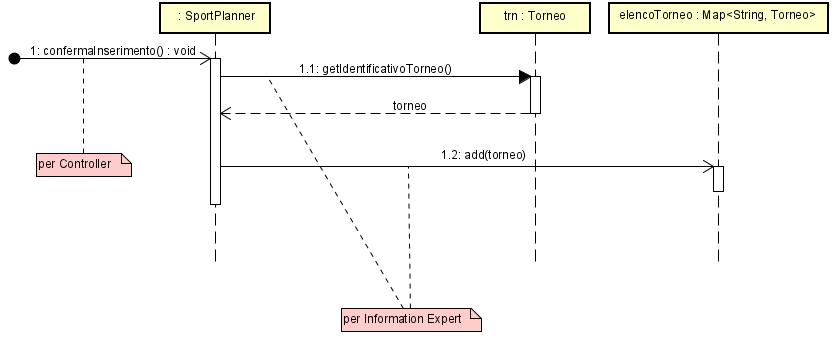 : SportPlanner
trn : Torneo
elencoTorneo : Map<String, Torneo>
1: confermaInserimento() : void
1.1: getIdentificativoTorneo()
torneo
1.2: add(torneo)
per Controller
per Information Expert